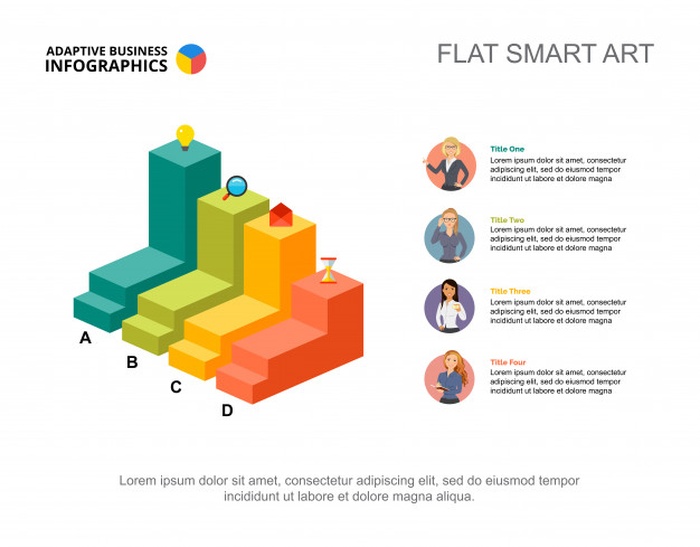 ADAPTIVE BUSINESS
INFOGRAPHICS
FLAT SMART ART
A
B
C
D
Title One
Lorem ipsum dolor sit amet, consectetur
adipiscing elit, sed do eiusmod tempor
incididunt ut labore et dolore magna
Title Two
Lorem ipsum dolor sit amet, consectetur
adipiscing elit, sed do eiusmod tempor
incididunt ut labore et dolore magna
Title Three
Lorem ipsum dolor sit amet, consectetur
adipiscing elit, sed do eiusmod tempor
incididunt ut labore et dolore magna
Title Four
Lorem ipsum dolor sit amet, consectetur
adipiscing elit, sed do eiusmod tempor
incididunt ut labore et dolore magna
Lorem ipsum dolor sit amet, consectetur adipiscing elit, sed do eiusmod tempor
incididunt ut labore et dolore magna aliqua.